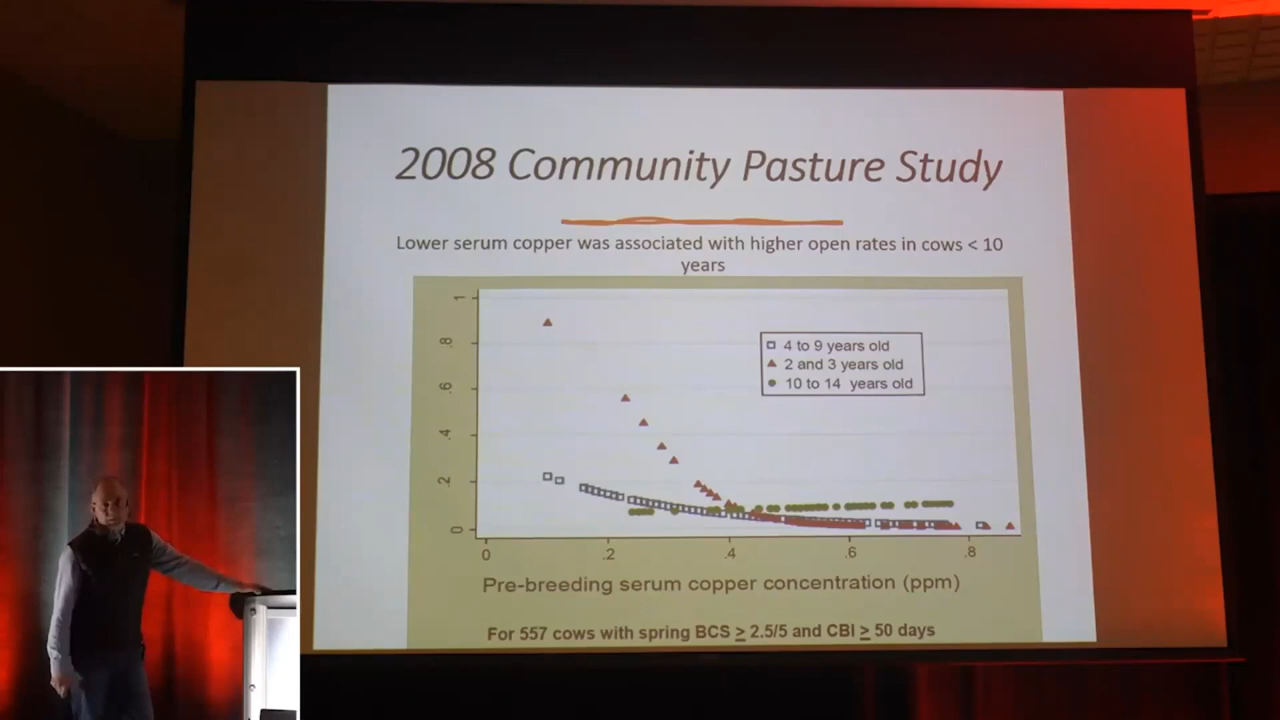 2008 Community Pasture Study
Lower serum copper was associated with higher open rates in cows < 10
years
1
.8
.6
.4
.2
0
4 to 9 years old
2 and 3 years old
10 to 14 years old
0 .2 .4 .6 .8
Pre-breeding serum copper concentration (ppm)
For 557 cows with spring BCS ≥ 2.5/5 and CBI ≥ 50 days